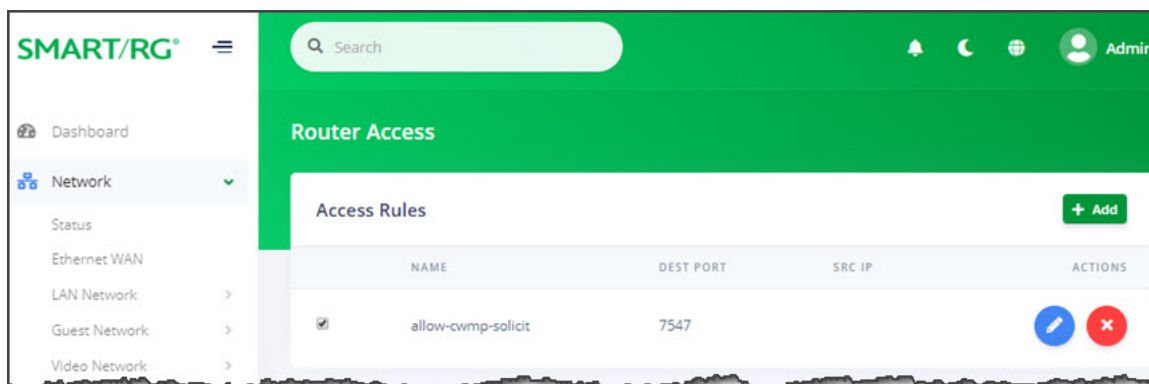 SMART/RG®
Search
Admin
Dashboard
Router Access
Network
Status
Ethernet WAN
LAN Network
Guest Network
Video Network
Access Rules
+ Add
NAME DEST PORT SRC IP ACTIONS
allow-cwmp-solicit 7547